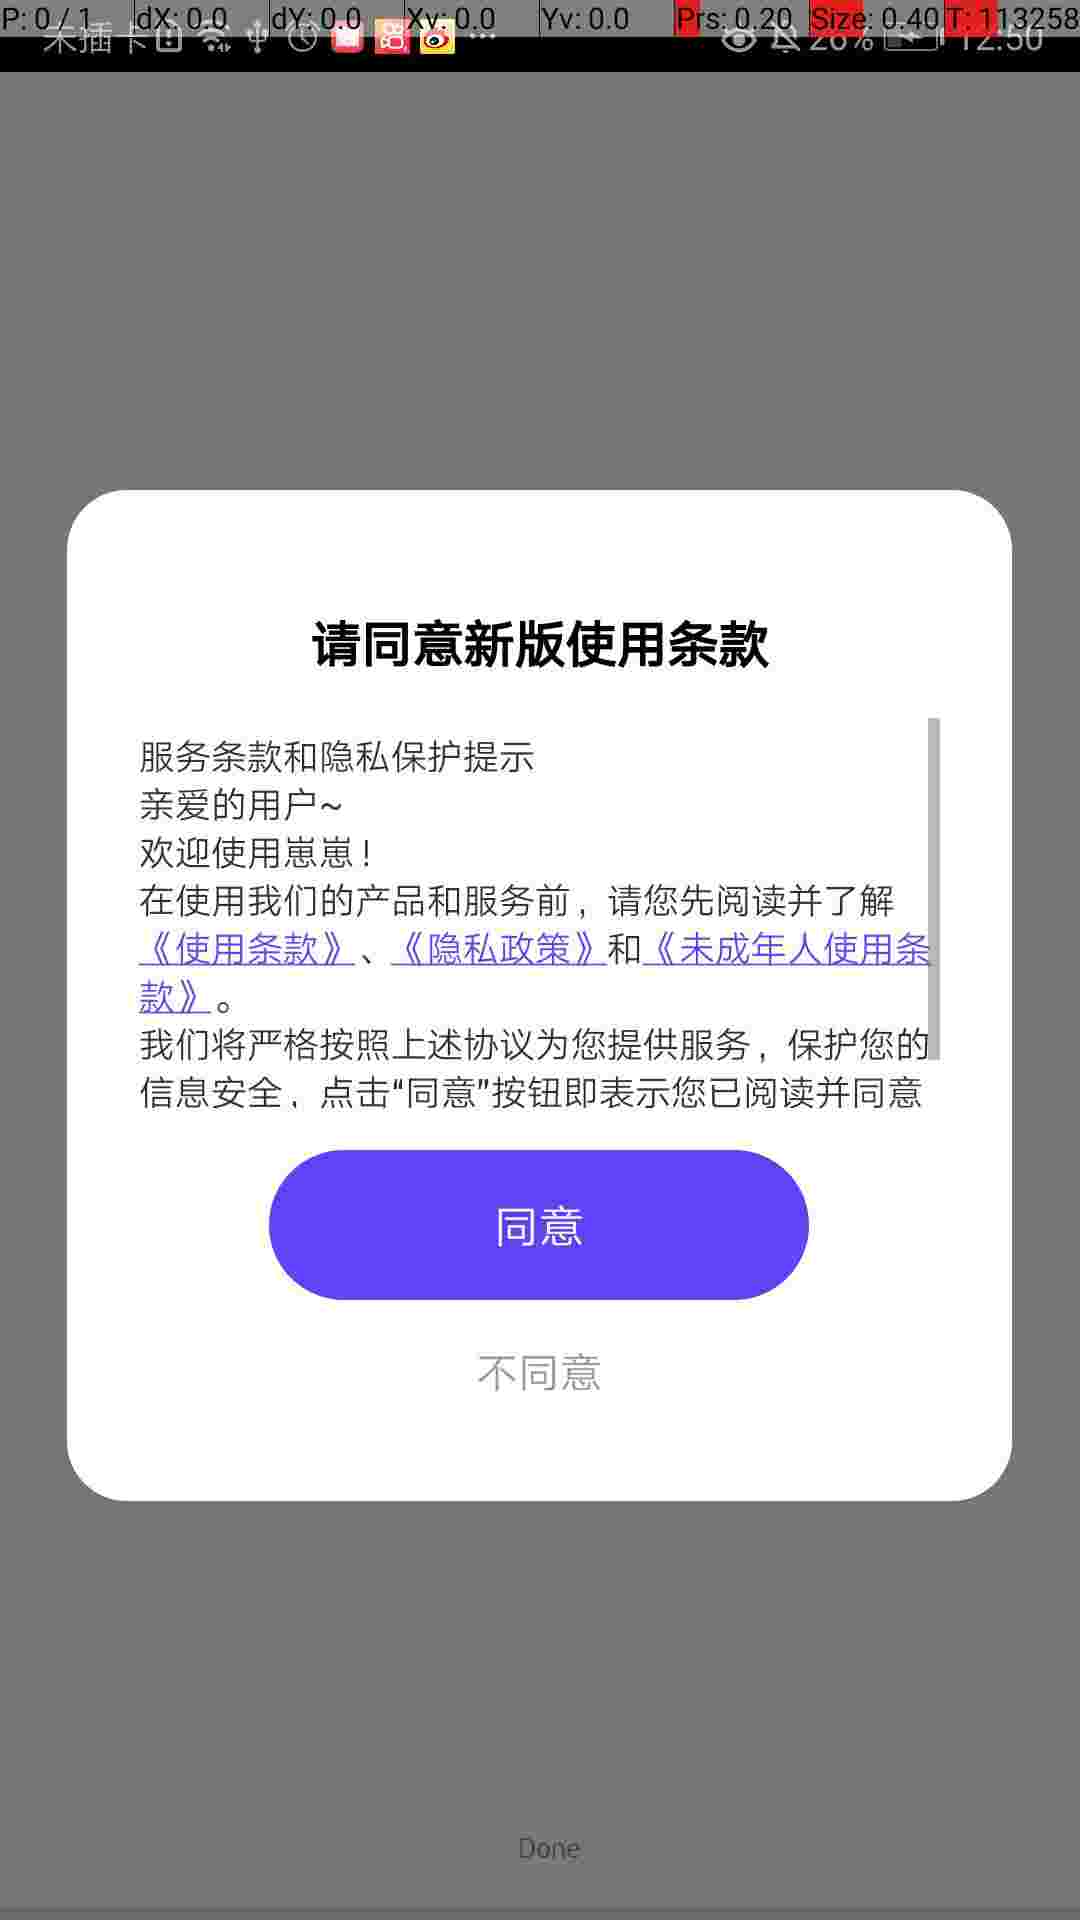 P: 0 / 1 dX: 0.0 dY: 0.0 Xv: 0.0 Yv: 0.0 Prs: 0.20 Size: 0.40 T: 113258
未插卡 26% 12:50
请同意新版使用条款
服务条款和隐私保护提示
亲爱的用户~
欢迎使用崽崽！
在使用我们的产品和服务前，请您先阅读并了解
《使用条款》、《隐私政策》和《未成年人使用条
款》。
我们将严格按照上述协议为您提供服务，保护您的
信息安全，点击“同意”按钮即表示您已阅读并同意
同意
不同意
Done